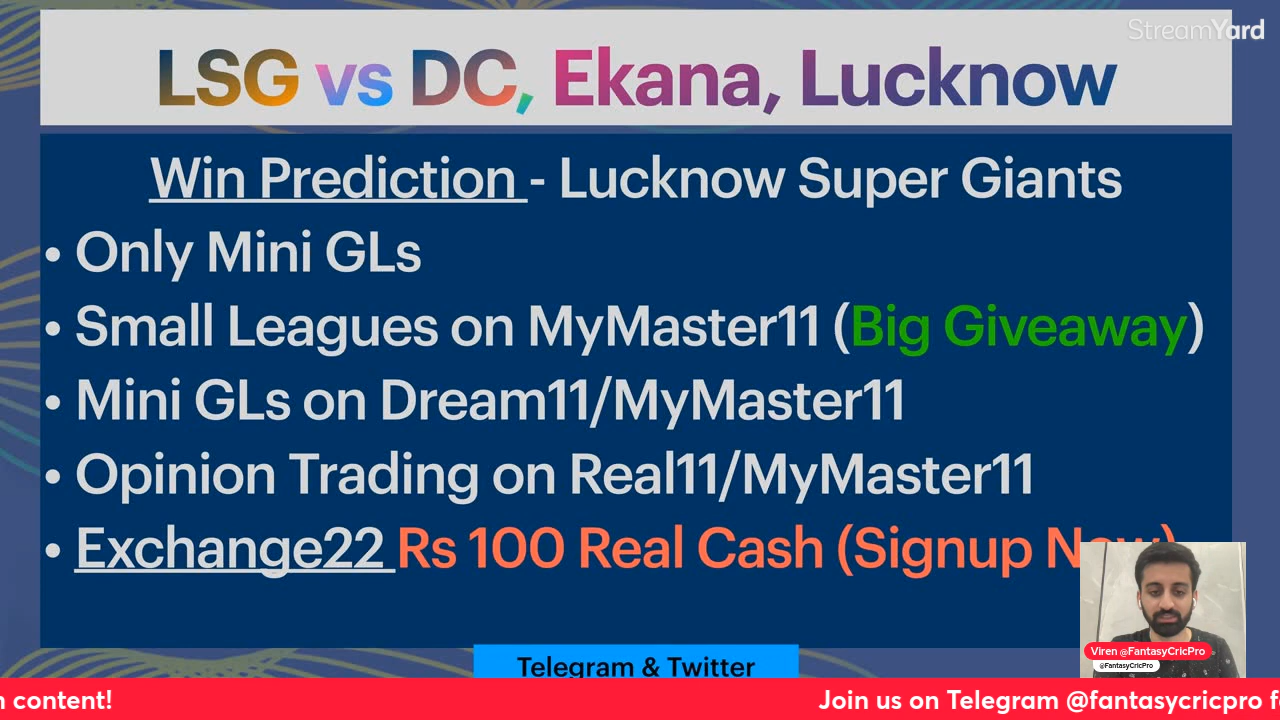 StreamYard
LSG vs DC, Ekana, Lucknow
Win Prediction - Lucknow Super Giants
• Only Mini GLs
• Small Leagues on MyMaster11 (Big Giveaway)
• Mini GLs on Dream11/MyMaster11
• Opinion Trading on Real11/MyMaster11
• Exchange22 Rs 100 Real Cash (Signup Now)
Viren @FantasyCricPro
@FantasyCricPro
Telegram & Twitter
content!
Join us on Telegram @fantasycricpro